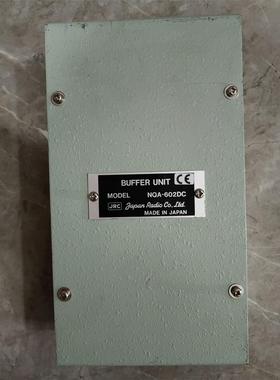 BUFFER UNIT CE
MODEL NQA-602DC
JRC Japan Radio Co., Ltd.
MADE IN JAPAN